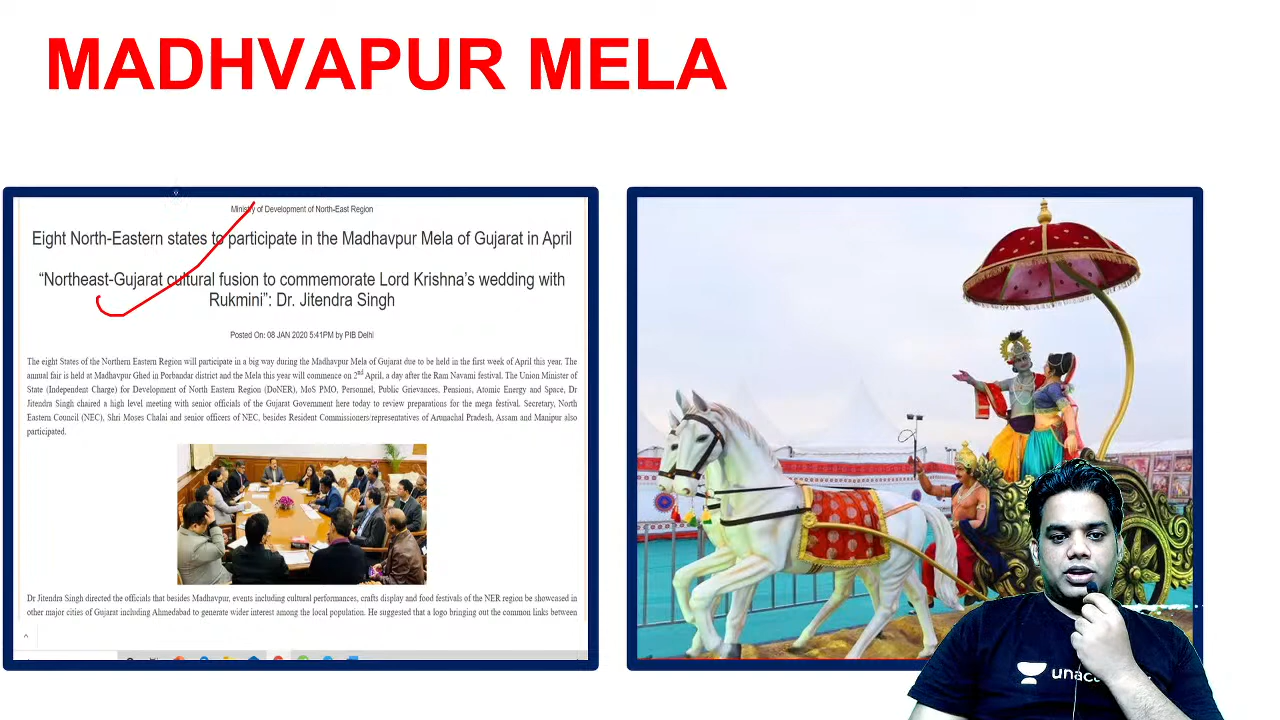 MADHVAPUR MELA
Ministry of Development of North-East Region
Eight North-Eastern states to participate in the Madhavpur Mela of Gujarat in April
“Northeast-Gujarat cultural fusion to commemorate Lord Krishna’s wedding with
Rukmini”: Dr. Jitendra Singh
Posted On: 08 JAN 2020 5:41PM by PIB Delhi
The eight States of the Northern Eastern Region will participate in a big way during the Madhavpur Mela of Gujarat due to be held in the first week of April this year. The
annual fair is held at Madhavpur Ghed in Porbandar district and the Mela this year will commence on 2nd April, a day after the Ram Navami festival. The Union Minister of
State (Independent Charge) for Development of North Eastern Region (DoNER), MoS PMO, Personnel, Public Grievances, Pensions, Atomic Energy and Space, Dr
Jitendra Singh chaired a high level meeting with senior officials of the Gujarat Government here today to review preparations for the mega festival. Secretary, North
Eastern Council (NEC), Shri Moses Chalai and senior officers of NEC, besides Resident Commissioners/representatives of Arunachal Pradesh, Assam and Manipur also
participated.
Dr Jitendra Singh directed the officials that besides Madhavpur, events including cultural performances, crafts display and food festivals of the NER region be showcased in
other major cities of Gujarat including Ahmedabad to generate wider interest among the local population. He suggested that a logo bringing out the common links between